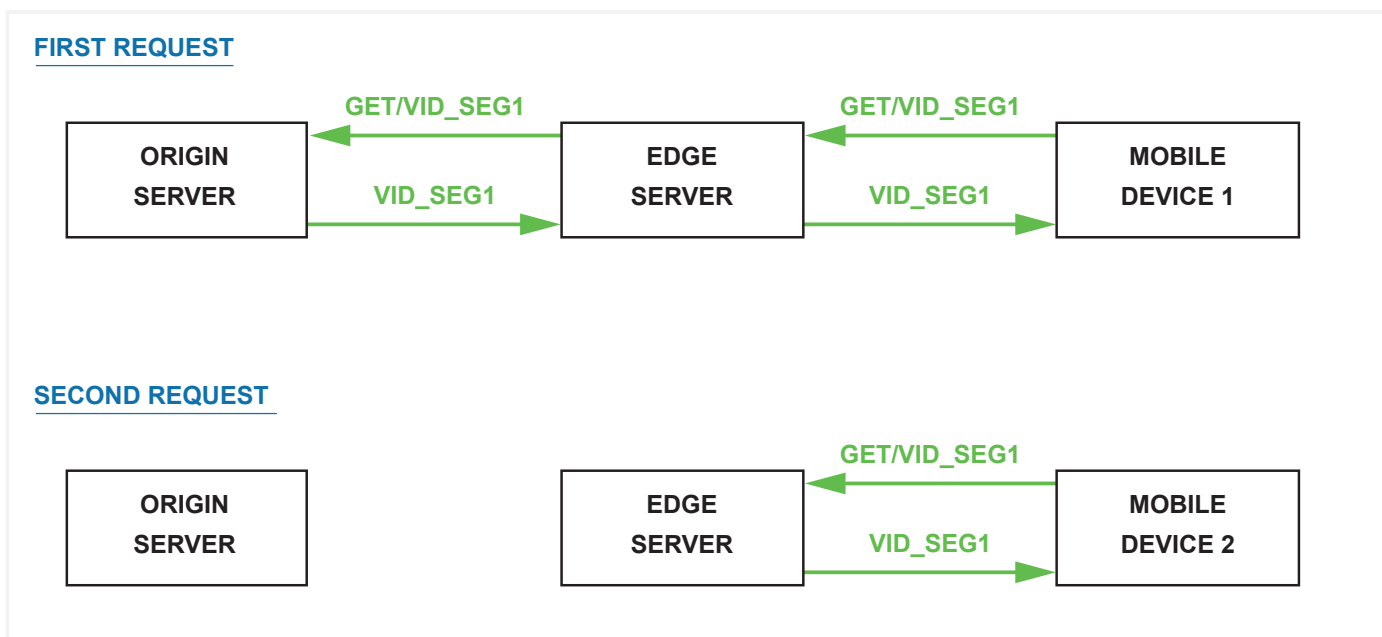 FIRST REQUEST
GET/VID_SEG1
GET/VID_SEG1
ORIGIN
SERVER
EDGE
SERVER
MOBILE
DEVICE 1
VID_SEG1
VID_SEG1
SECOND REQUEST
GET/VID_SEG1
ORIGIN
SERVER
EDGE
SERVER
MOBILE
DEVICE 2
VID_SEG1